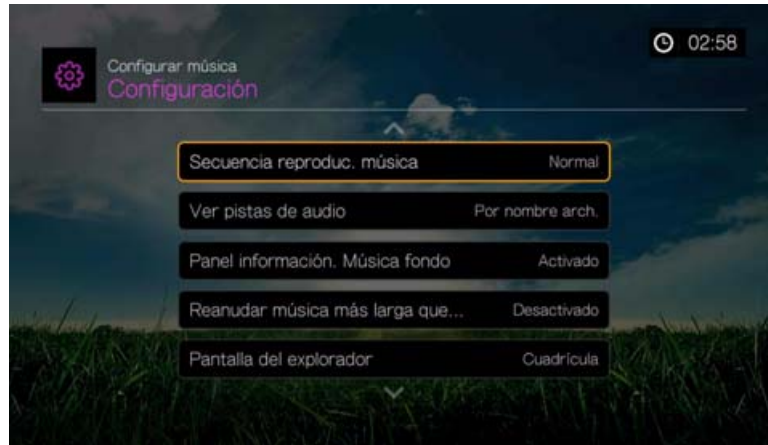 02:58
Configurar música
Configuración
Secuencia reproduc. música Normal
Ver pistas de audio Por nombre arch.
Panel información. Música fondo Activado
Reanudar música más larga que... Desactivado
Pantalla del explorador Cuadrícula